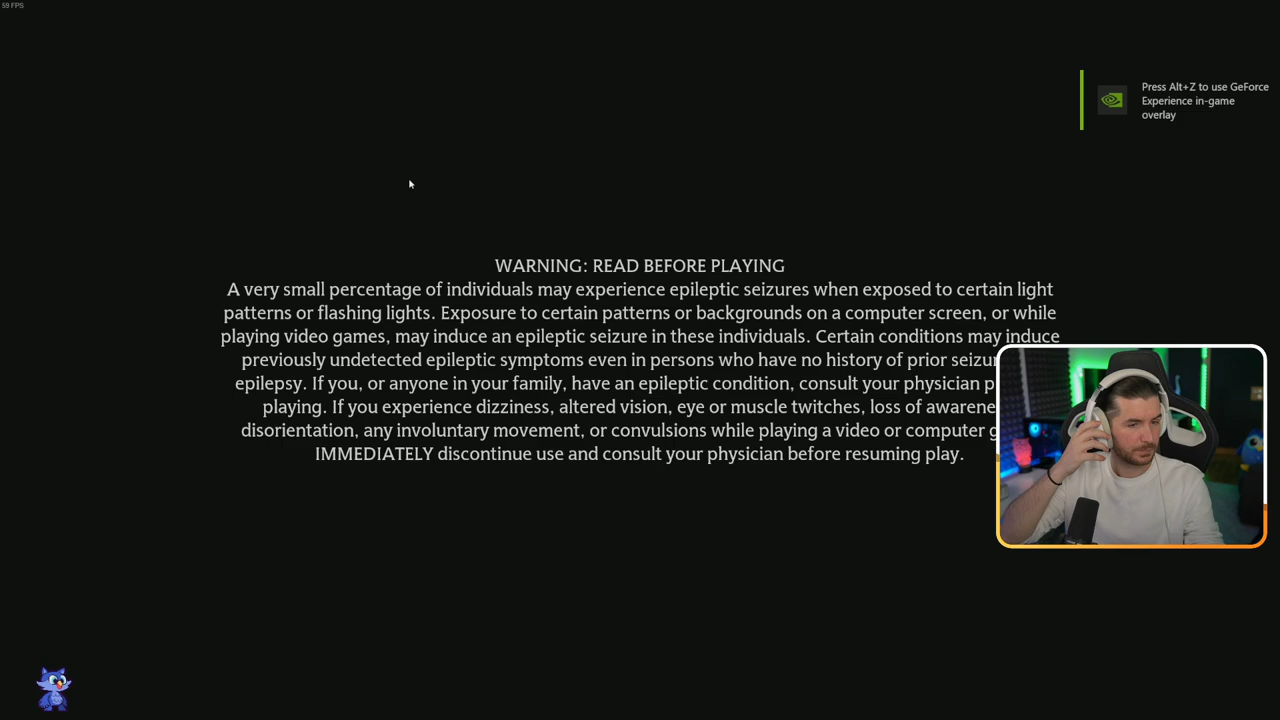 59 FPS
Press Alt+Z to use GeForce
Experience in-game
overlay
WARNING: READ BEFORE PLAYING
A very small percentage of individuals may experience epileptic seizures when exposed to certain light
patterns or flashing lights. Exposure to certain patterns or backgrounds on a computer screen, or while
playing video games, may induce an epileptic seizure in these individuals. Certain conditions may induce
previously undetected epileptic symptoms even in persons who have no history of prior
epilepsy. If you, or anyone in your family, have an epileptic condition, consult your physician
playing. If you experience dizziness, altered vision, eye or muscle twitches, loss of
disorientation, any involuntary movement, or convulsions while playing a video or computer
IMMEDIATELY discontinue use and consult your physician before resuming play.